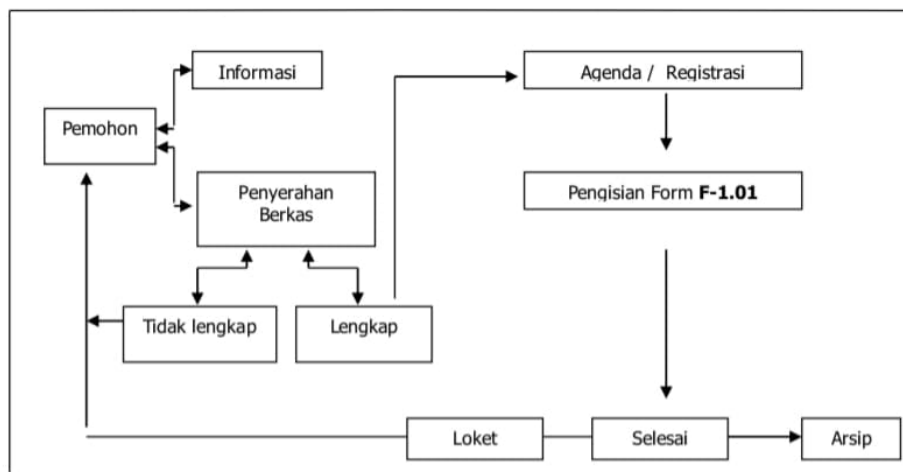 Informasi
Agenda / Registrasi
Pemohon
Penyerahan
Berkas
Pengisian Form F-1.01
Tidak lengkap
Lengkap
Loket
Selesai
Arsip